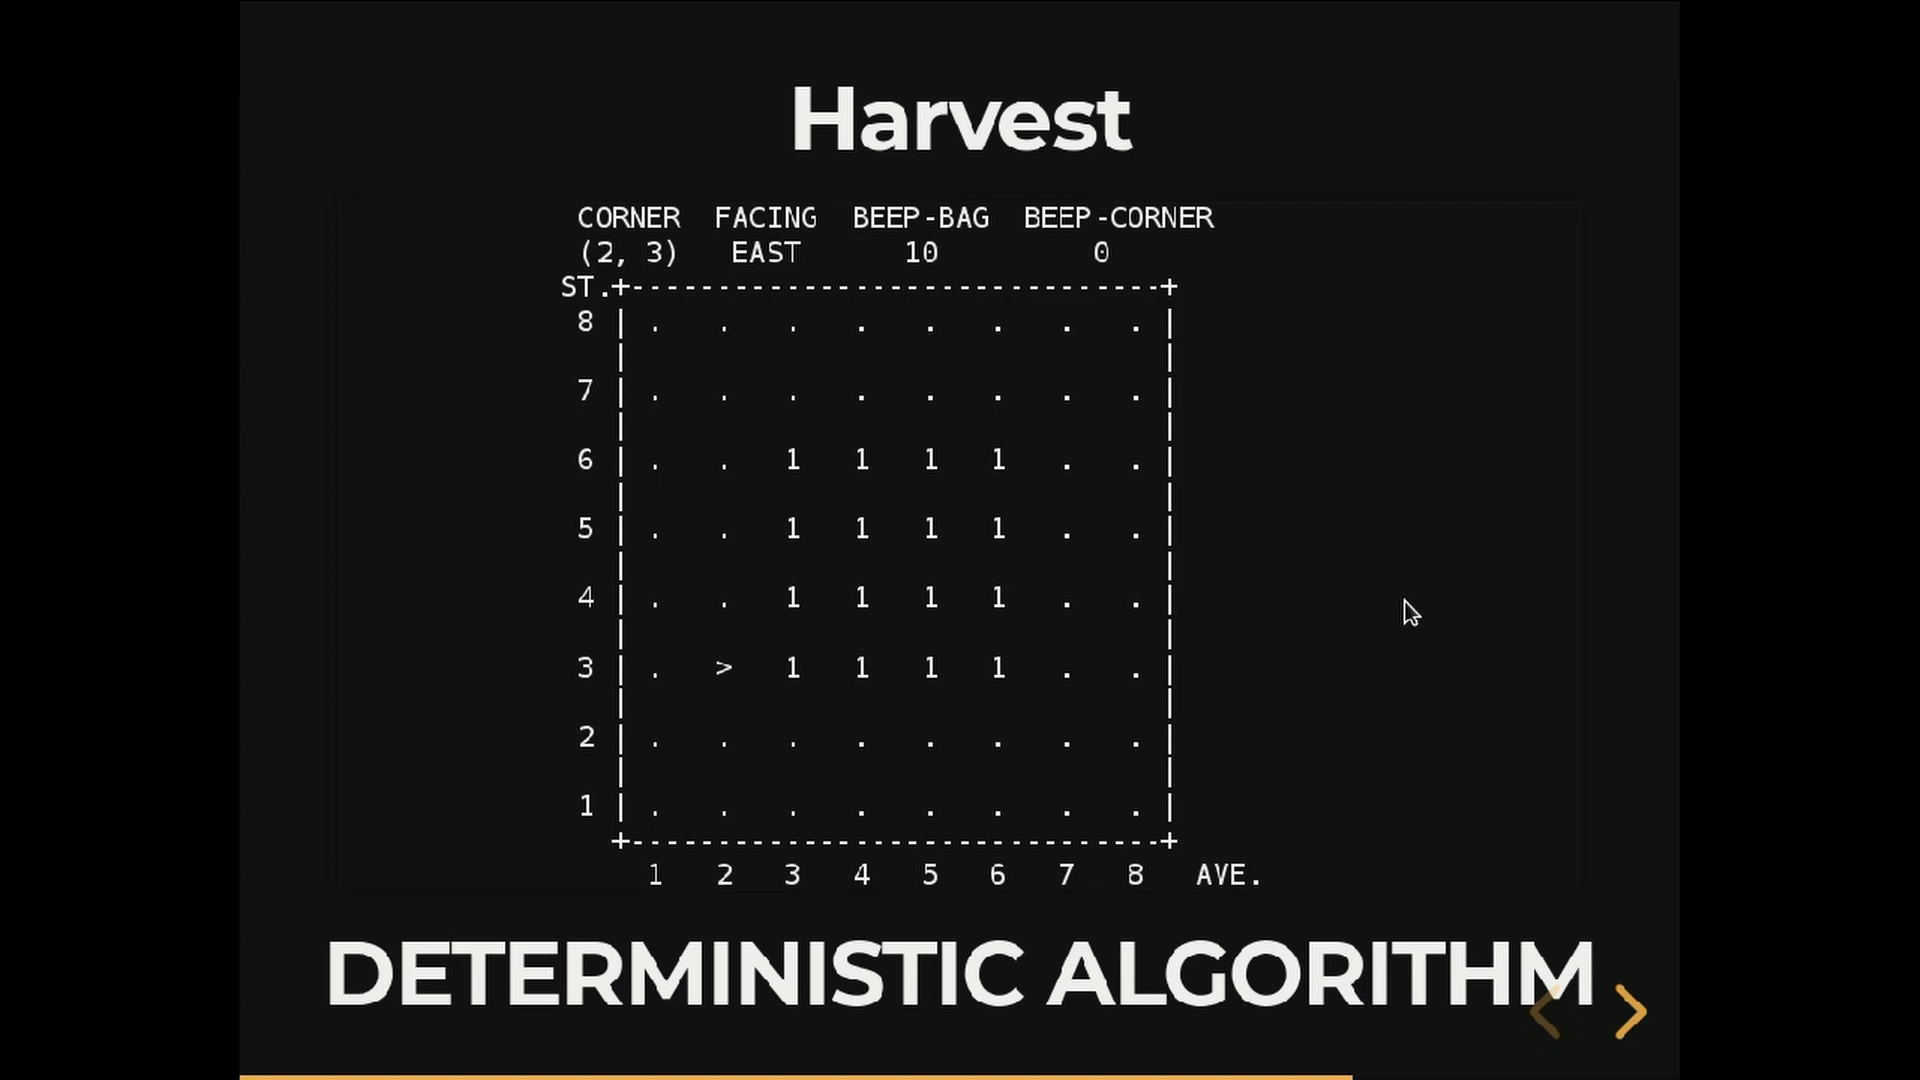 Harvest
CORNER  FACING  BEEP-BAG  BEEP-CORNER
(2, 3)   EAST      10         0
ST.+-------------------------------+
8 | .   .   .   .   .   .   .   . |
|                               |
7 | .   .   .   .   .   .   .   . |
|                               |
6 | .   .   1   1   1   1   .   . |
|                               |
5 | .   .   1   1   1   1   .   . |
|                               |
4 | .   .   1   1   1   1   .   . |
|                               |
3 | .   >   1   1   1   1   .   . |
|                               |
2 | .   .   .   .   .   .   .   . |
|                               |
1 | .   .   .   .   .   .   .   . |
+-------------------------------+
1   2   3   4   5   6   7   8   AVE.
DETERMINISTIC ALGORITHM